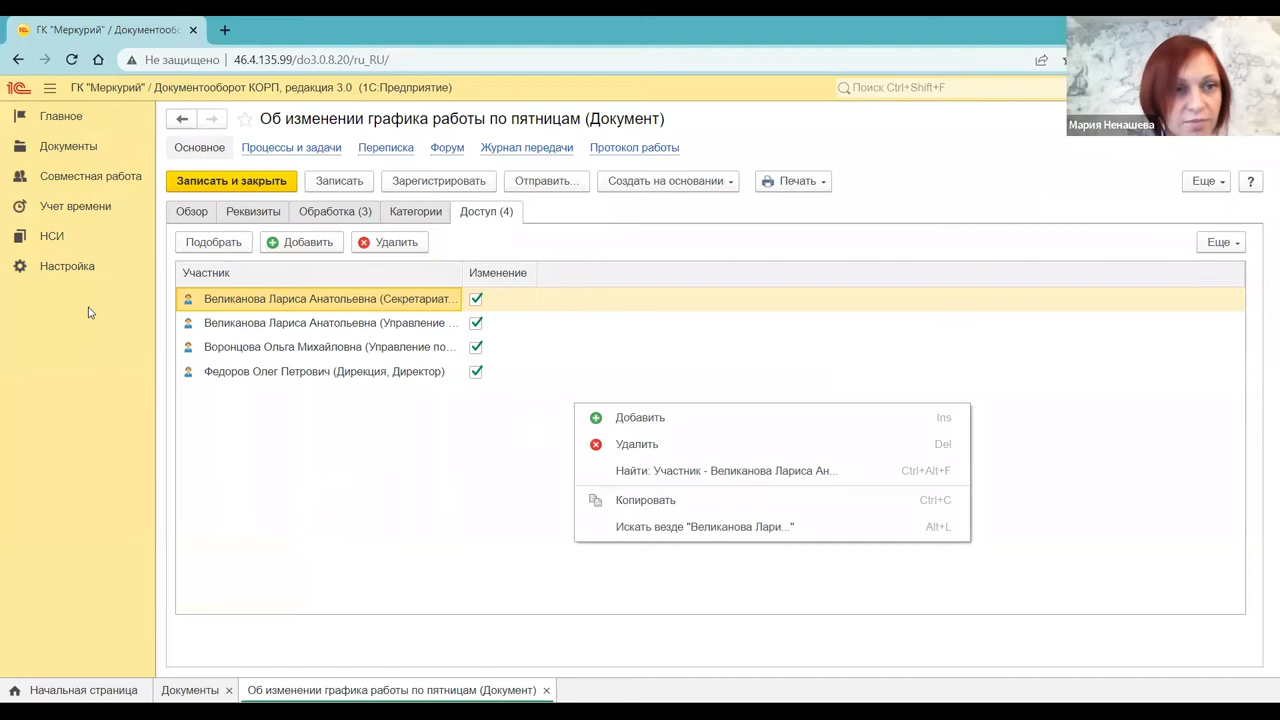 ГК "Меркурий" / Документообс
Не защищено 46.4.135.99/do3.0.8.20/ru_RU/
1С ГК "Меркурий" / Документооборот КОРП, редакция 3.0 (1С:Предприятие) Поиск Ctrl+Shift+F
Мария Ненашева
Главное
Документы
Совместная работа
Учет времени
НСИ
Настройка
Об изменении графика работы по пятницам (Документ)
Основное Процессы и задачи Переписка Форум Журнал передачи Протокол работы
Записать и закрыть Записать Зарегистрировать Отправить... Создать на основании Печать Еще ?
Обзор Реквизиты Обработка (3) Категории Доступ (4)
Подобрать Добавить Удалить Еще
Участник Изменение
Великанова Лариса Анатольевна (Секретариат...
Великанова Лариса Анатольевна (Управление ...
Воронцова Ольга Михайловна (Управление по...
Федоров Олег Петрович (Дирекция, Директор)
Добавить Ins
Удалить Del
Найти: Участник - Великанова Лариса Ан... Ctrl+Alt+F
Копировать Ctrl+C
Искать везде "Великанова Лари..." Alt+L
Начальная страница Документы Об изменении графика работы по пятницам (Документ)